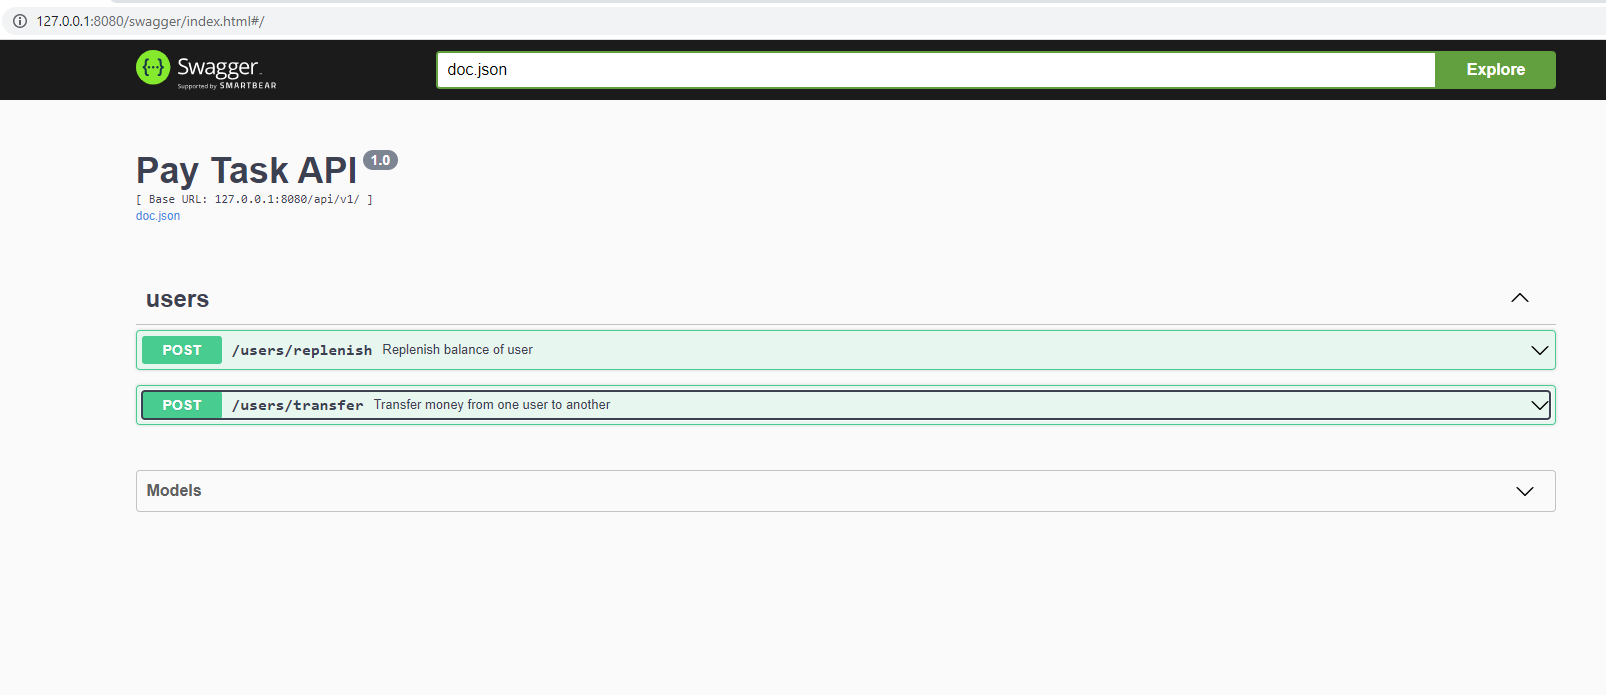 127.0.0.1:8080/swagger/index.html#/
{···} Swagger
Supported by SMARTBEAR
doc.json
Explore
Pay Task API 1.0
[ Base URL: 127.0.0.1:8080/api/v1/ ]
doc.json
users
POST /users/replenish Replenish balance of user
POST /users/transfer Transfer money from one user to another
Models